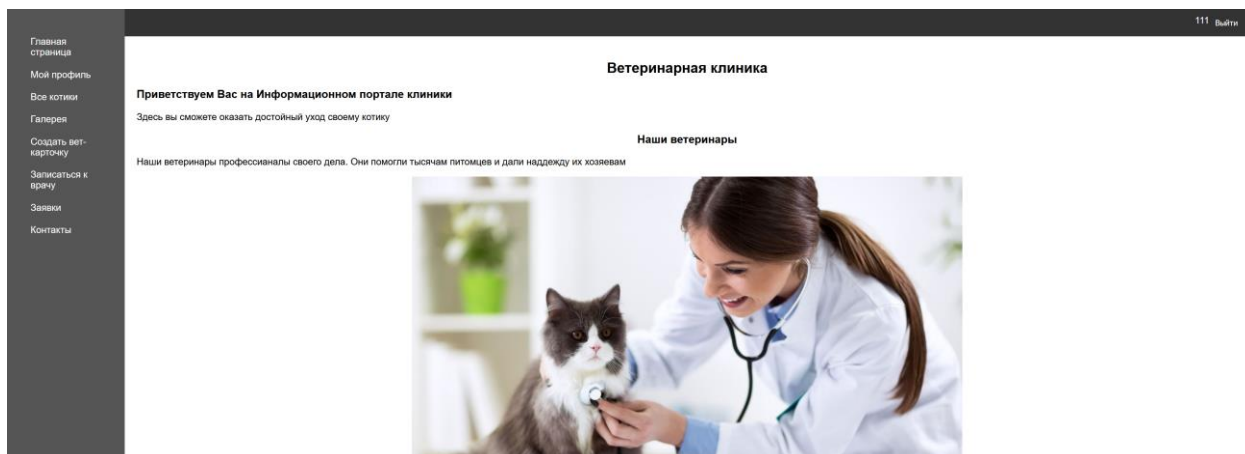 111 Выйти
Главная
страница
Мой профиль
Все котики
Галерея
Создать вет-
карточку
Записаться к
врачу
Заявки
Контакты
Ветеринарная клиника
Приветствуем Вас на Информационном портале клиники
Здесь вы сможете оказать достойный уход своему котику
Наши ветеринары
Наши ветеринары профессианалы своего дела. Они помогли тысячам питомцев и дали наддежду их хозяевам